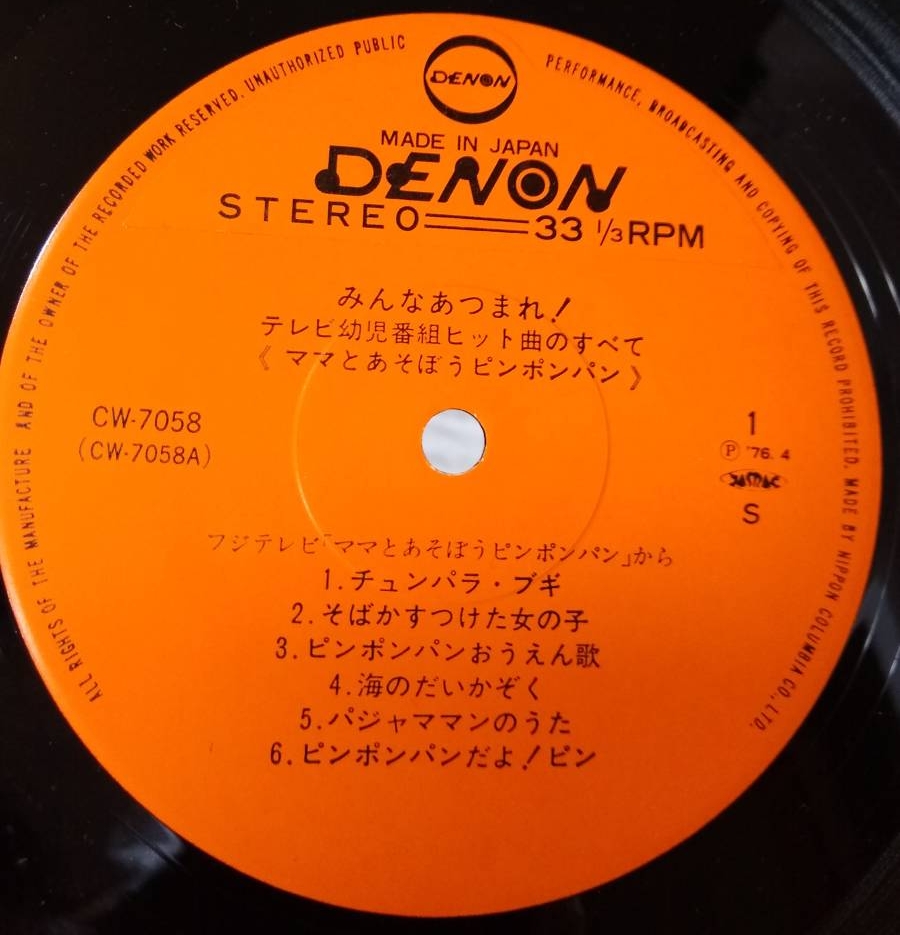 DENON
ALL RIGHTS OF THE MANUFACTURE AND OF THE OWNER OF THE RECORDED WORK RESERVED. UNAUTHORIZED PUBLIC PERFORMANCE, BROADCASTING AND COPYING OF THIS RECORD PROHIBITED. MADE BY NIPPON COLUMBIA CO., LTD.
MADE IN JAPAN
DENON
STEREO 33 1/3 RPM
みんなあつまれ!
テレビ幼児番組ヒット曲のすべて
《ママとあそぼうピンポンパン》
CW-7058
(CW-7058A)
1
Ⓟ '76. 4
JASRAC
S
フジテレビ「ママとあそぼうピンポンパン」から
1.チュンパラ・ブギ
2.そばかすつけた女の子
3.ピンポンパンおうえん歌
4.海のだいかぞく
5.パジャママンのうた
6.ピンポンパンだよ!ピン